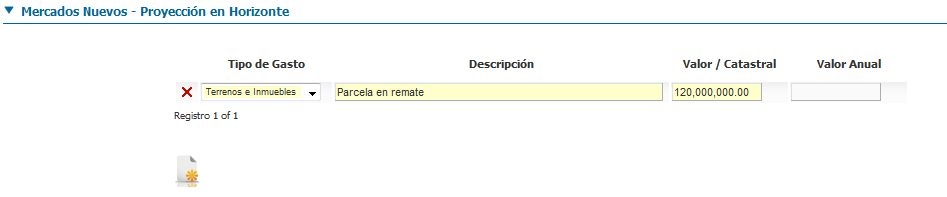 Mercados Nuevos - Proyección en Horizonte
Tipo de Gasto Descripción Valor / Catastral Valor Anual
Terrenos e Inmuebles Parcela en remate 120,000,000.00
Registro 1 of 1